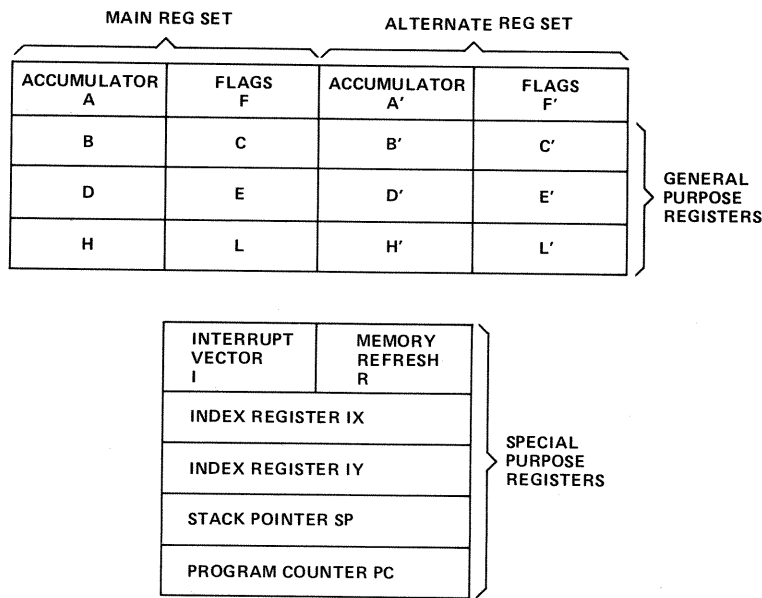 MAIN REG SET
ALTERNATE REG SET
ACCUMULATOR
A
FLAGS
F
ACCUMULATOR
A′
FLAGS
F′
B
C
B′
C′
D
E
D′
E′
H
L
H′
L′
GENERAL
PURPOSE
REGISTERS
INTERRUPT
VECTOR
I
MEMORY
REFRESH
R
INDEX REGISTER IX
INDEX REGISTER IY
STACK POINTER SP
PROGRAM COUNTER PC
SPECIAL
PURPOSE
REGISTERS